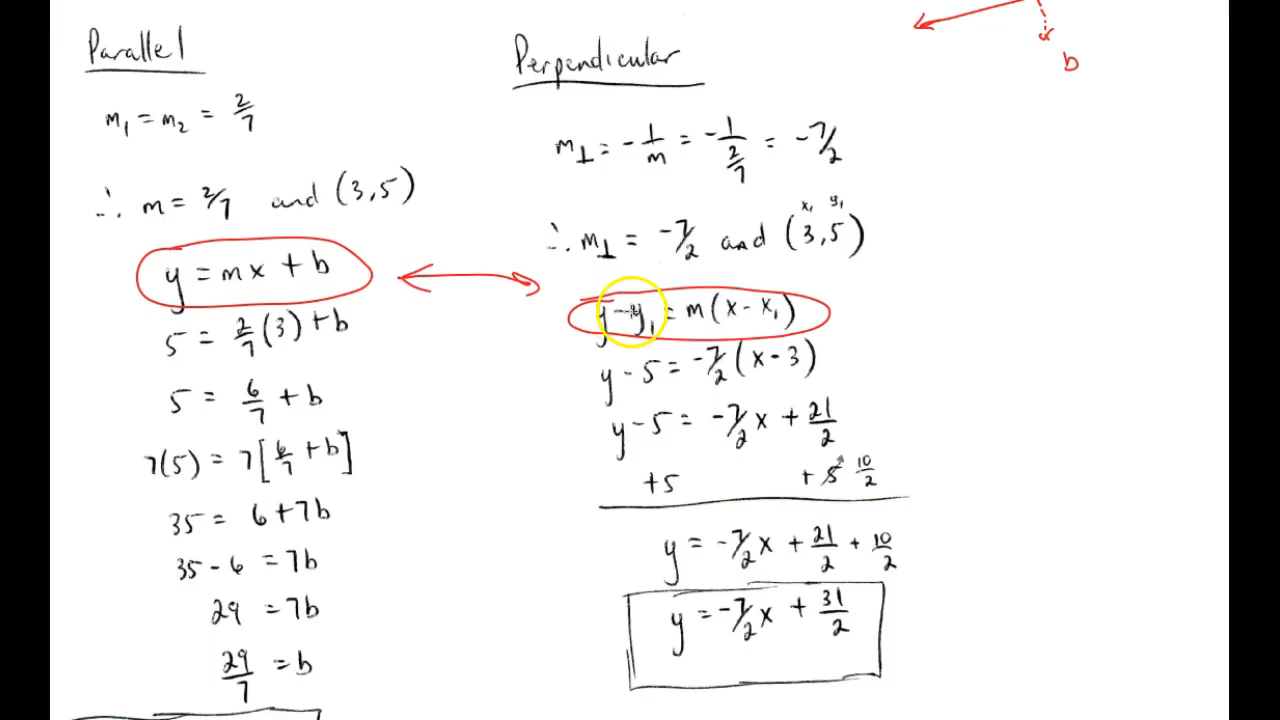 b
Parallel
m₁ = m₂ = 2/7
∴ m = 2/7 and (3,5)
y = mx + b
5 = 2/7 (3) + b
5 = 6/7 + b
7(5) = 7[6/7 + b]
35 = 6 + 7b
35 - 6 = 7b
29 = 7b
29/7 = b
Perpendicular
m⊥ = - 1/m = - 1/(2/7) = -7/2
x₁ y₁
∴ m⊥ = -7/2 and (3,5)
y - y₁ = m(x - x₁)
y - 5 = -7/2 (x - 3)
y - 5 = -7/2 x + 21/2
+5 +5 10/2
y = -7/2 x + 21/2 + 10/2
y = -7/2 x + 31/2